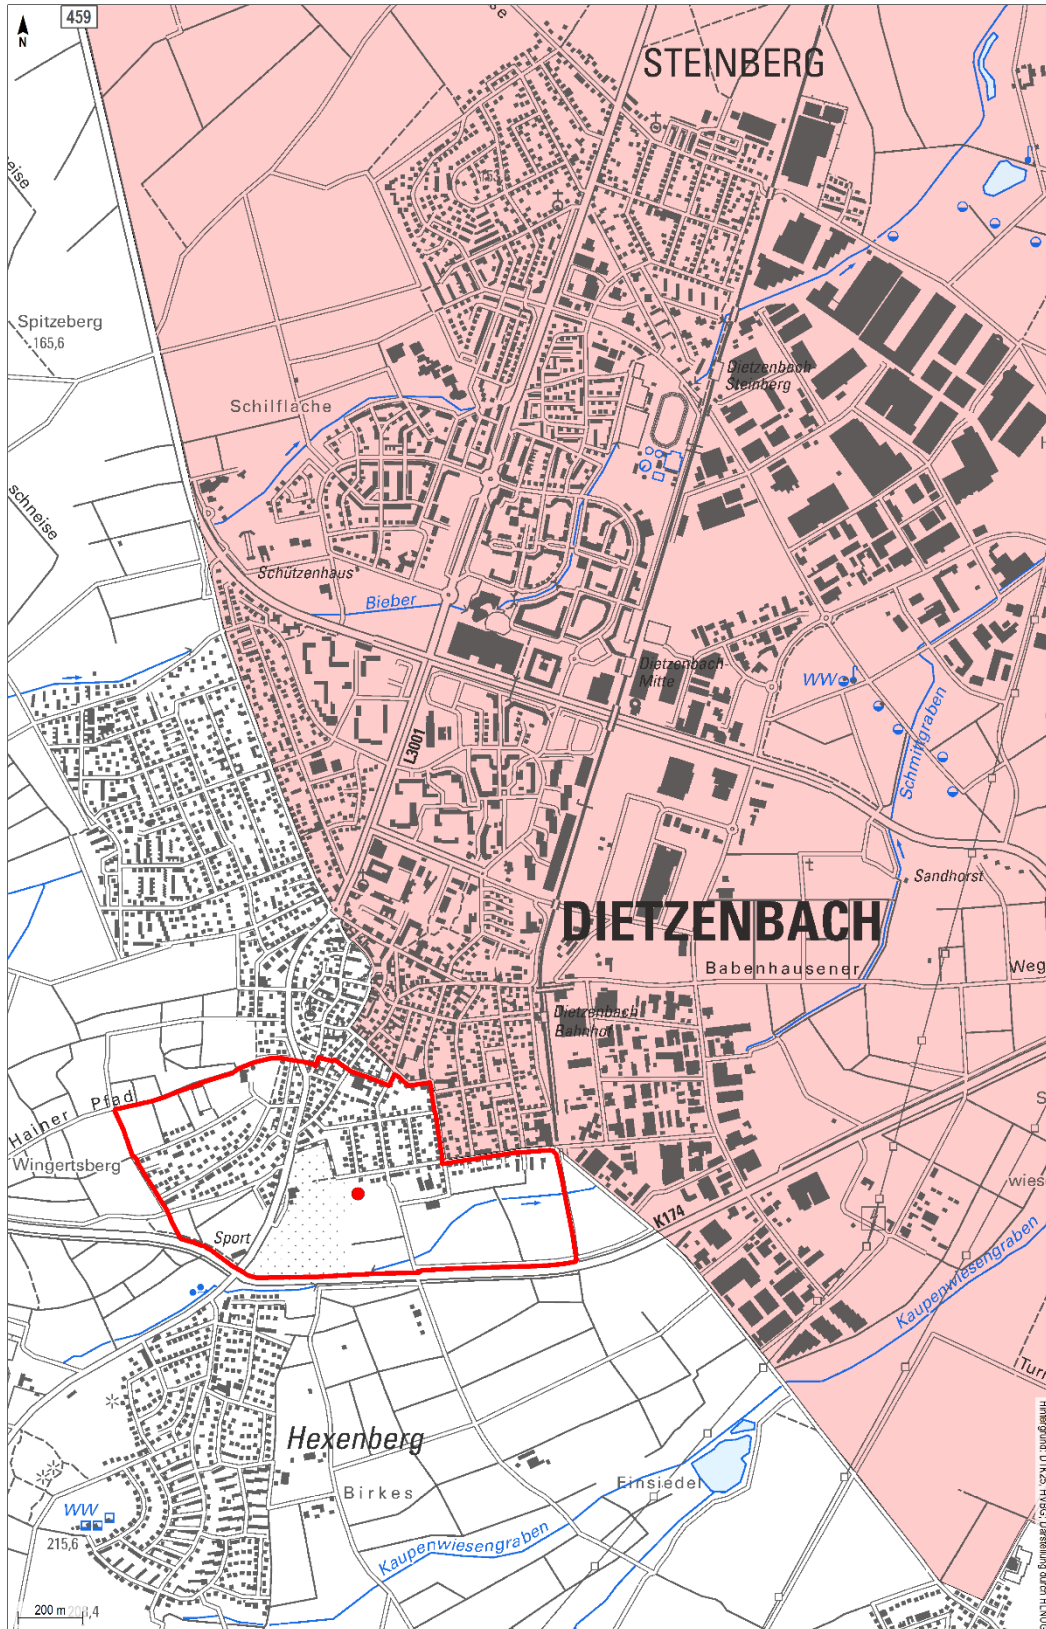 459
N
STEINBERG
Spitzeberg
165,6
Schilflache
schneise
Dietzenbach
Steinberg
Schützenhaus
Bieber
Dietzenbach
Mitte
WW
L3001
Schmittgraben
Sandhorst
DIETZENBACH
Babenhausener
Weg
Dietzenbach
Bahnhof
Hainer Pfad
Wingertsberg
Sport
K174
wies
Kaupenwiesengraben
Hexenberg
Birkes
Einsiedel
WW
215,6
Kaupenwiesengraben
200 m